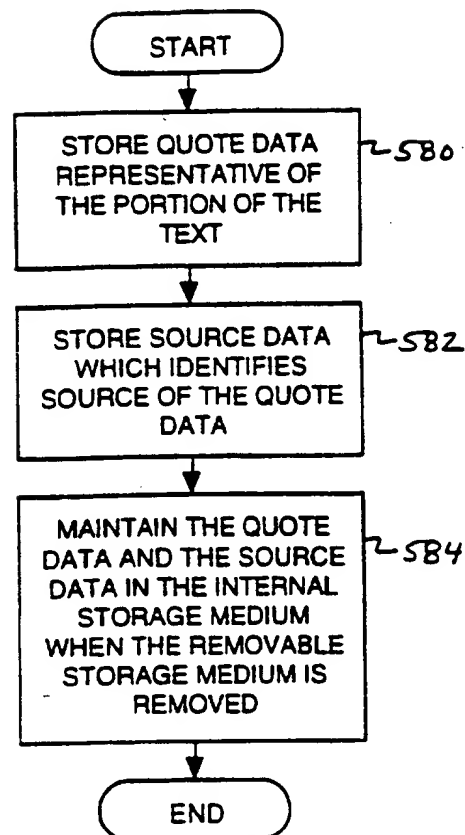 START
STORE QUOTE DATA
REPRESENTATIVE OF
THE PORTION OF THE
TEXT
580
STORE SOURCE DATA
WHICH IDENTIFIES
SOURCE OF THE QUOTE
DATA
582
MAINTAIN THE QUOTE
DATA AND THE SOURCE
DATA IN THE INTERNAL
STORAGE MEDIUM
WHEN THE REMOVABLE
STORAGE MEDIUM IS
REMOVED
584
END